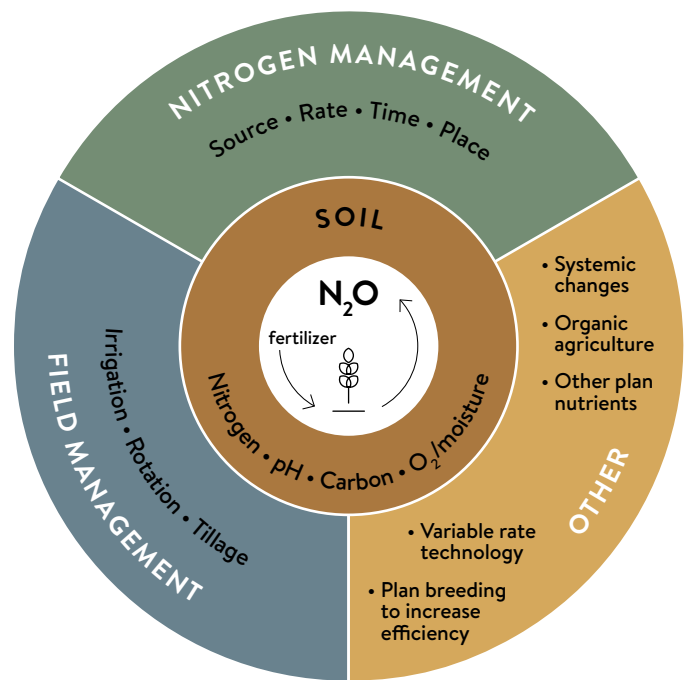 NITROGEN MANAGEMENT
Source • Rate • Time • Place
SOIL
N₂O
fertilizer
Nitrogen • pH • Carbon • O₂/moisture
FIELD MANAGEMENT
Irrigation • Rotation • Tillage
• Systemic
changes
• Organic
agriculture
• Other plan
nutrients
OTHER
• Variable rate
technology
• Plan breeding
to increase
efficiency